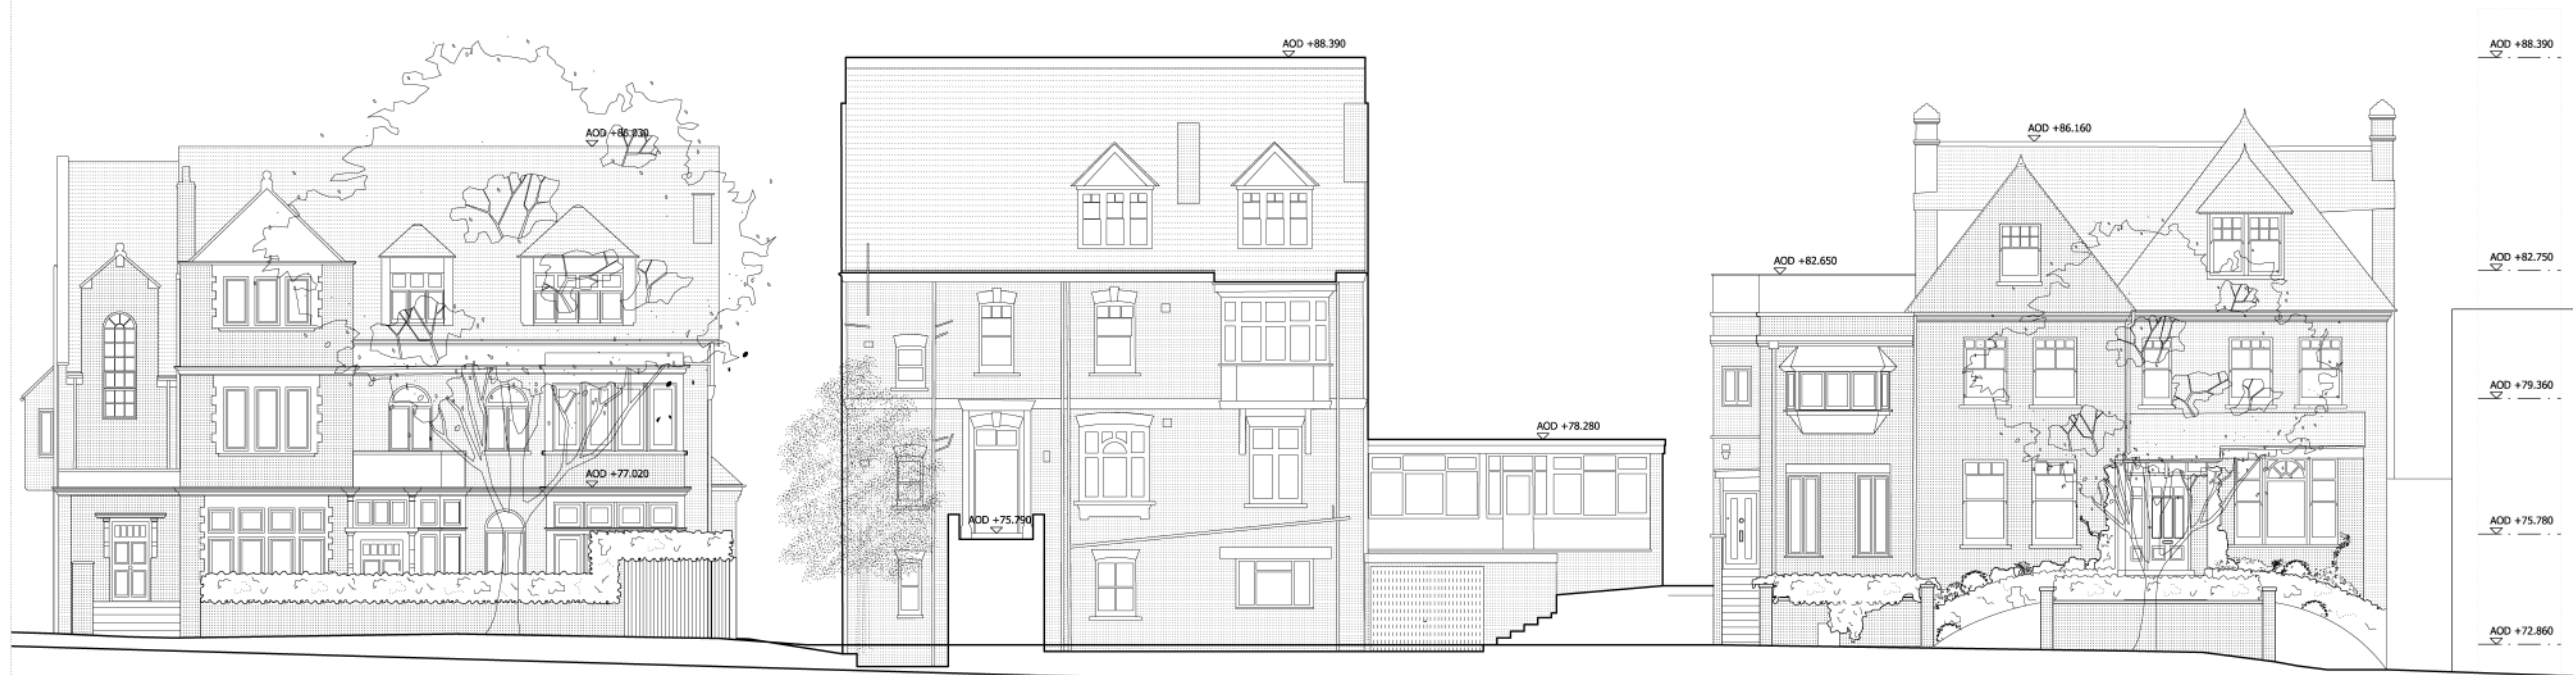 AOD +88.390
AOD +88.390
AOD +86.030
AOD +86.160
AOD +82.650
AOD +82.750
AOD +79.360
AOD +78.280
AOD +77.020
AOD +75.790
AOD +75.780
AOD +72.860